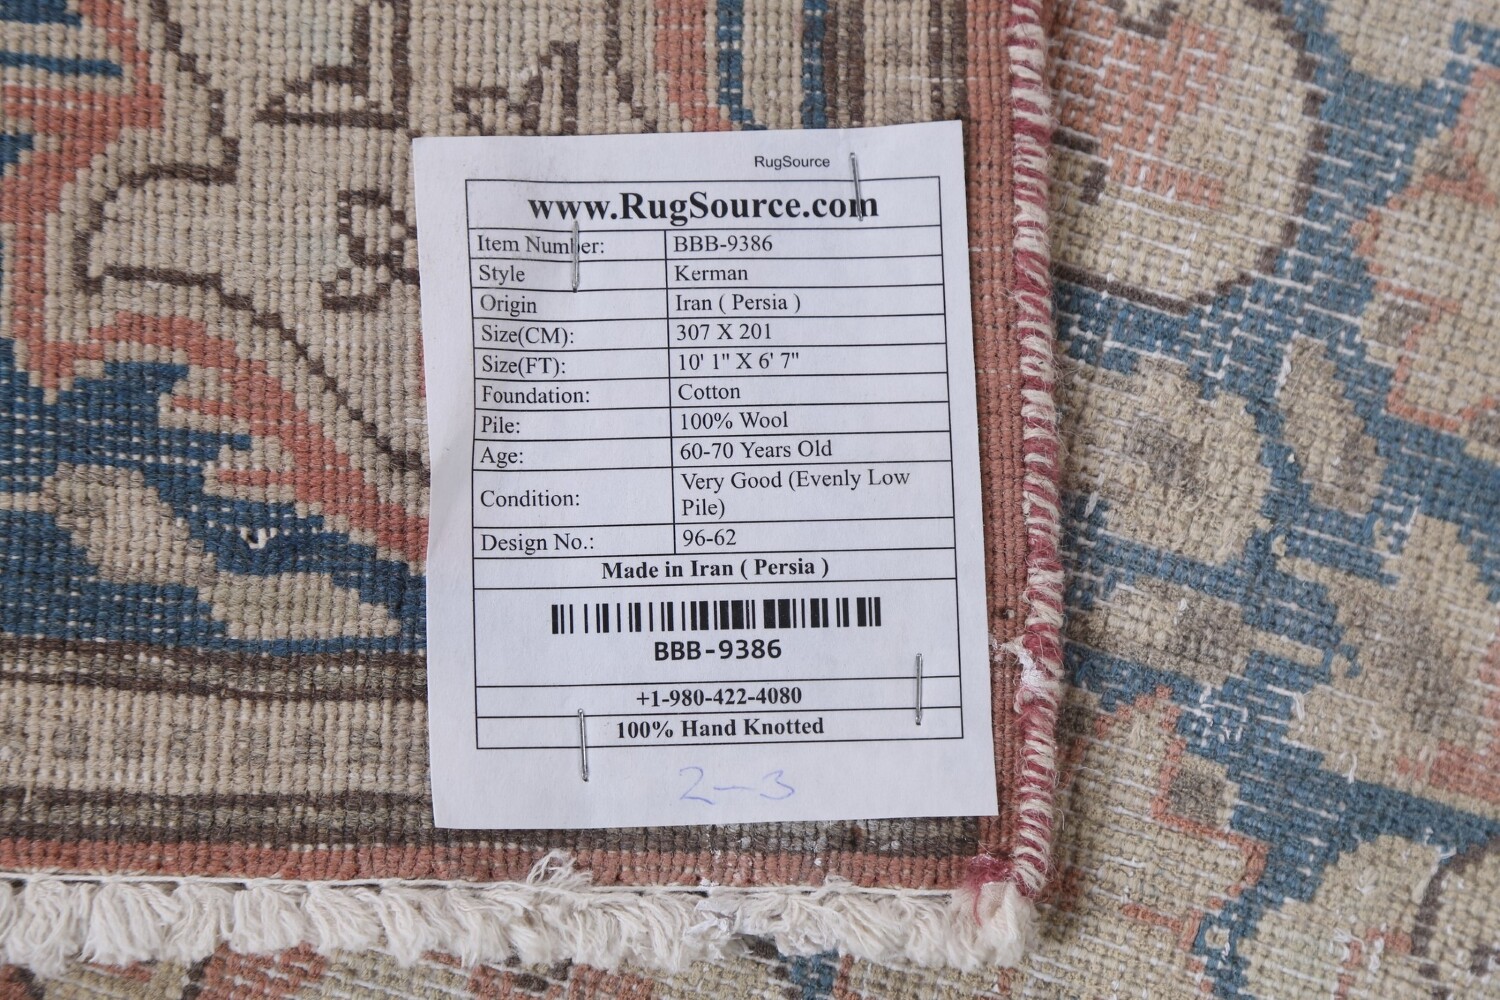 RugSource
www.RugSource.com
Item Number: BBB-9386
Style Kerman
Origin Iran ( Persia )
Size(CM): 307 X 201
Size(FT): 10' 1" X 6' 7"
Foundation: Cotton
Pile: 100% Wool
Age: 60-70 Years Old
Condition: Very Good (Evenly Low
Pile)
Design No.: 96-62
Made in Iran ( Persia )
BBB-9386
+1-980-422-4080
100% Hand Knotted
2-3